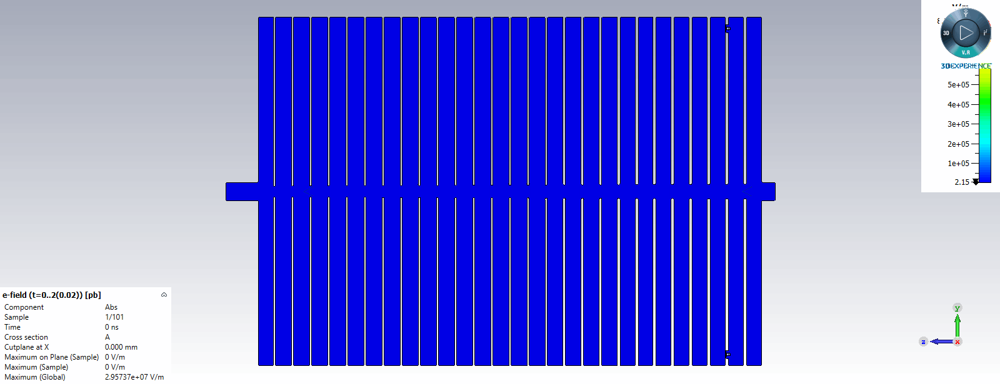 V/m
8
3D
V.R
3DEXPERIENCE
5e+05
4e+05
3e+05
2e+05
1e+05
2.15
e-field (t=0..2(0.02)) [pb]
Component Abs
Sample 1/101
Time 0 ns
Cross section A
Cutplane at X 0.000 mm
Maximum on Plane (Sample) 0 V/m
Maximum (Sample) 0 V/m
Maximum (Global) 2.95737e+07 V/m
y
z
x